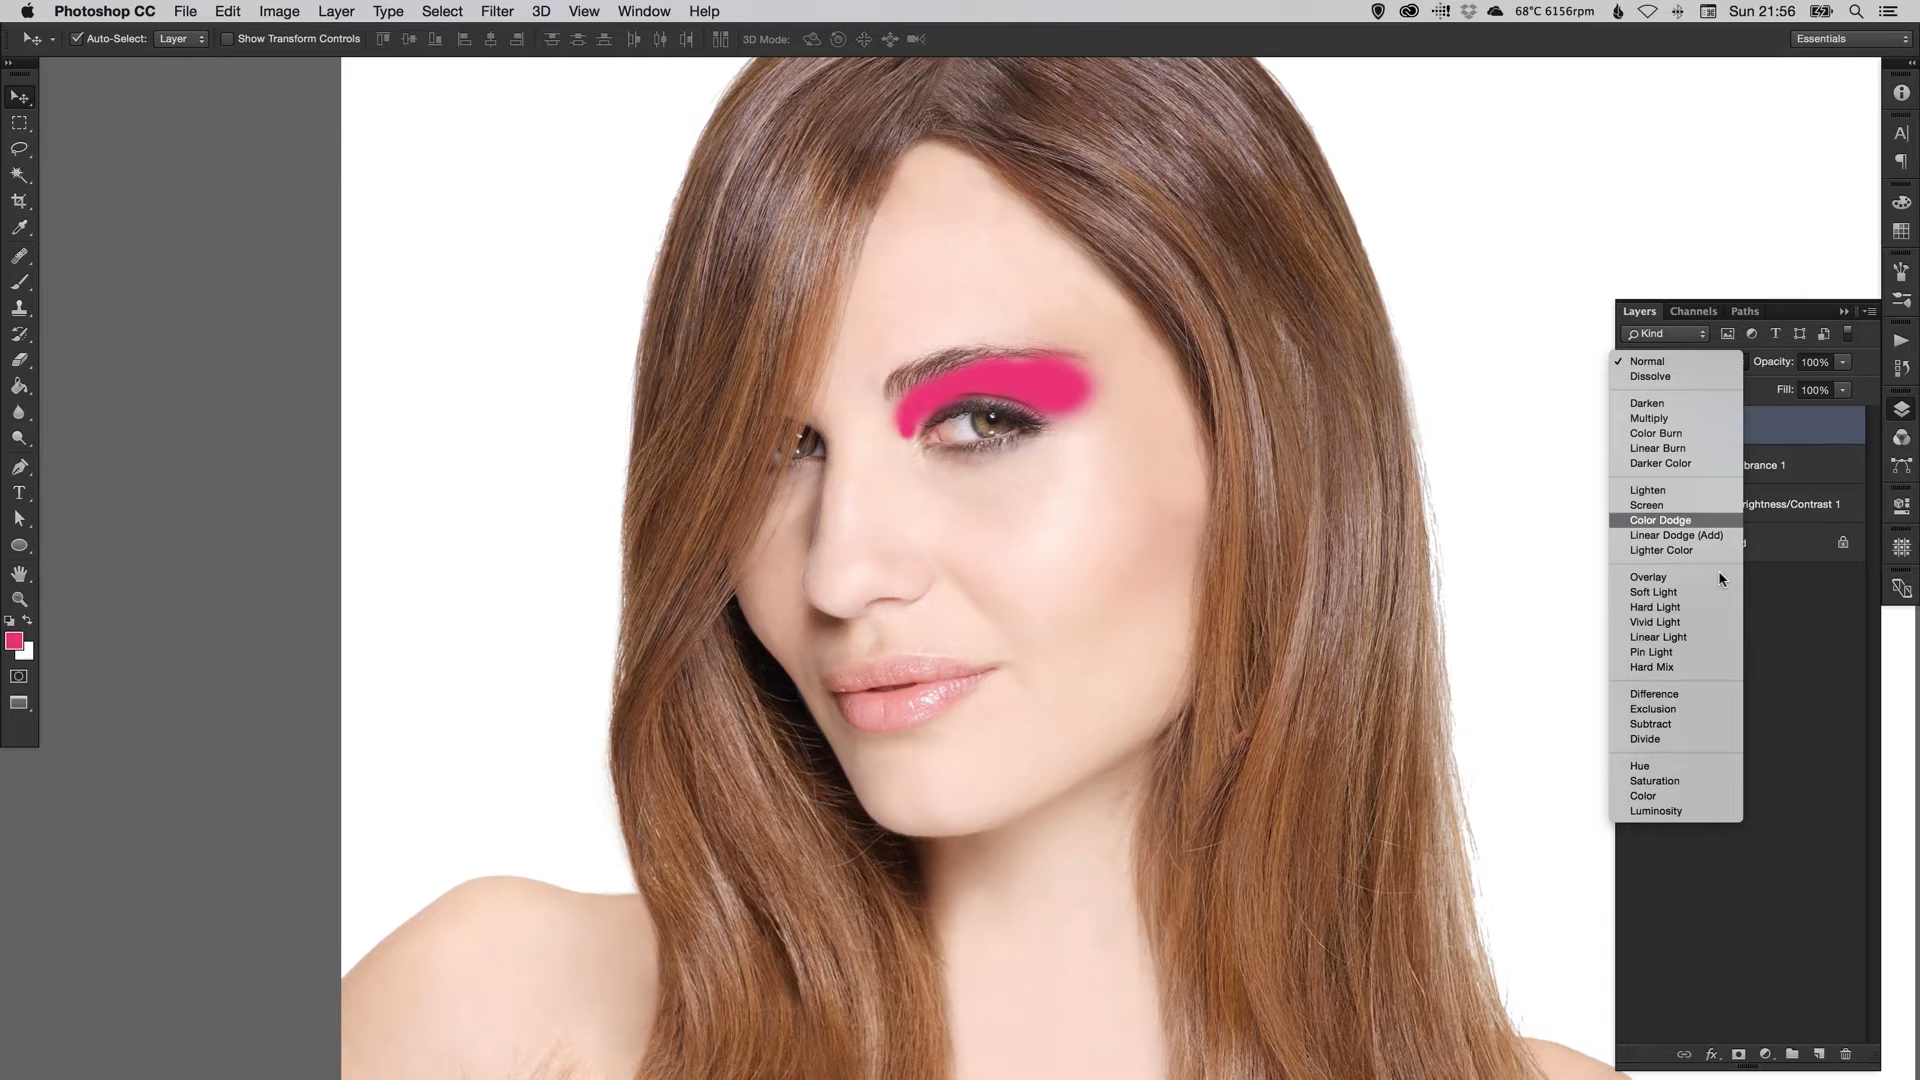 Photoshop CC File Edit Image Layer Type Select Filter 3D View Window Help 68°C 6156rpm Sun 21:56
Auto-Select: Layer Show Transform Controls 3D Mode: Essentials
Layers Channels Paths
Kind
Normal Opacity: 100%
Dissolve
Fill: 100%
Darken
Multiply
Color Burn
Linear Burn
Darker Color brance 1
Lighten
Screen rightness/Contrast 1
Color Dodge
Linear Dodge (Add) d
Lighter Color
Overlay
Soft Light
Hard Light
Vivid Light
Linear Light
Pin Light
Hard Mix
Difference
Exclusion
Subtract
Divide
Hue
Saturation
Color
Luminosity
fx